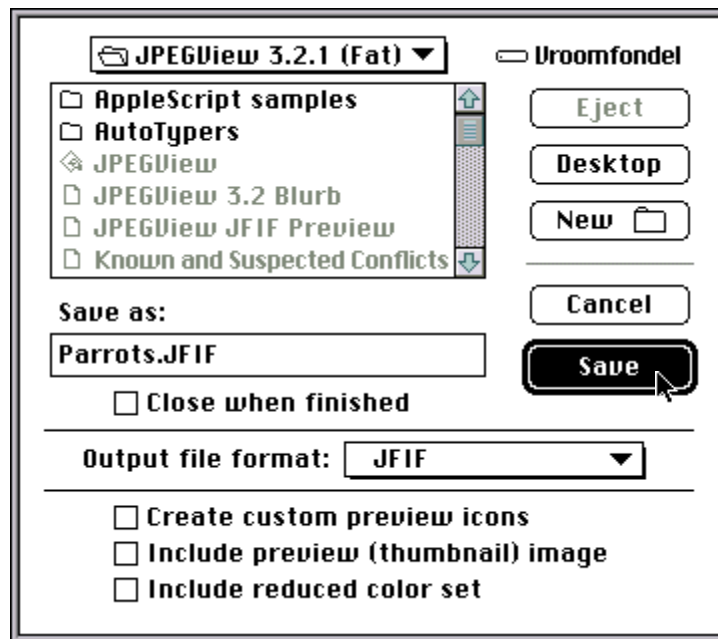 JPEGView 3.2.1 (Fat)
Vroomfondel
AppleScript samples
AutoTypers
JPEGView
JPEGView 3.2 Blurb
JPEGView JFIF Preview
Known and Suspected Conflicts
Eject
Desktop
New
Save as:
Parrots.JFIF
Cancel
Save
Close when finished
Output file format: JFIF
Create custom preview icons
Include preview (thumbnail) image
Include reduced color set